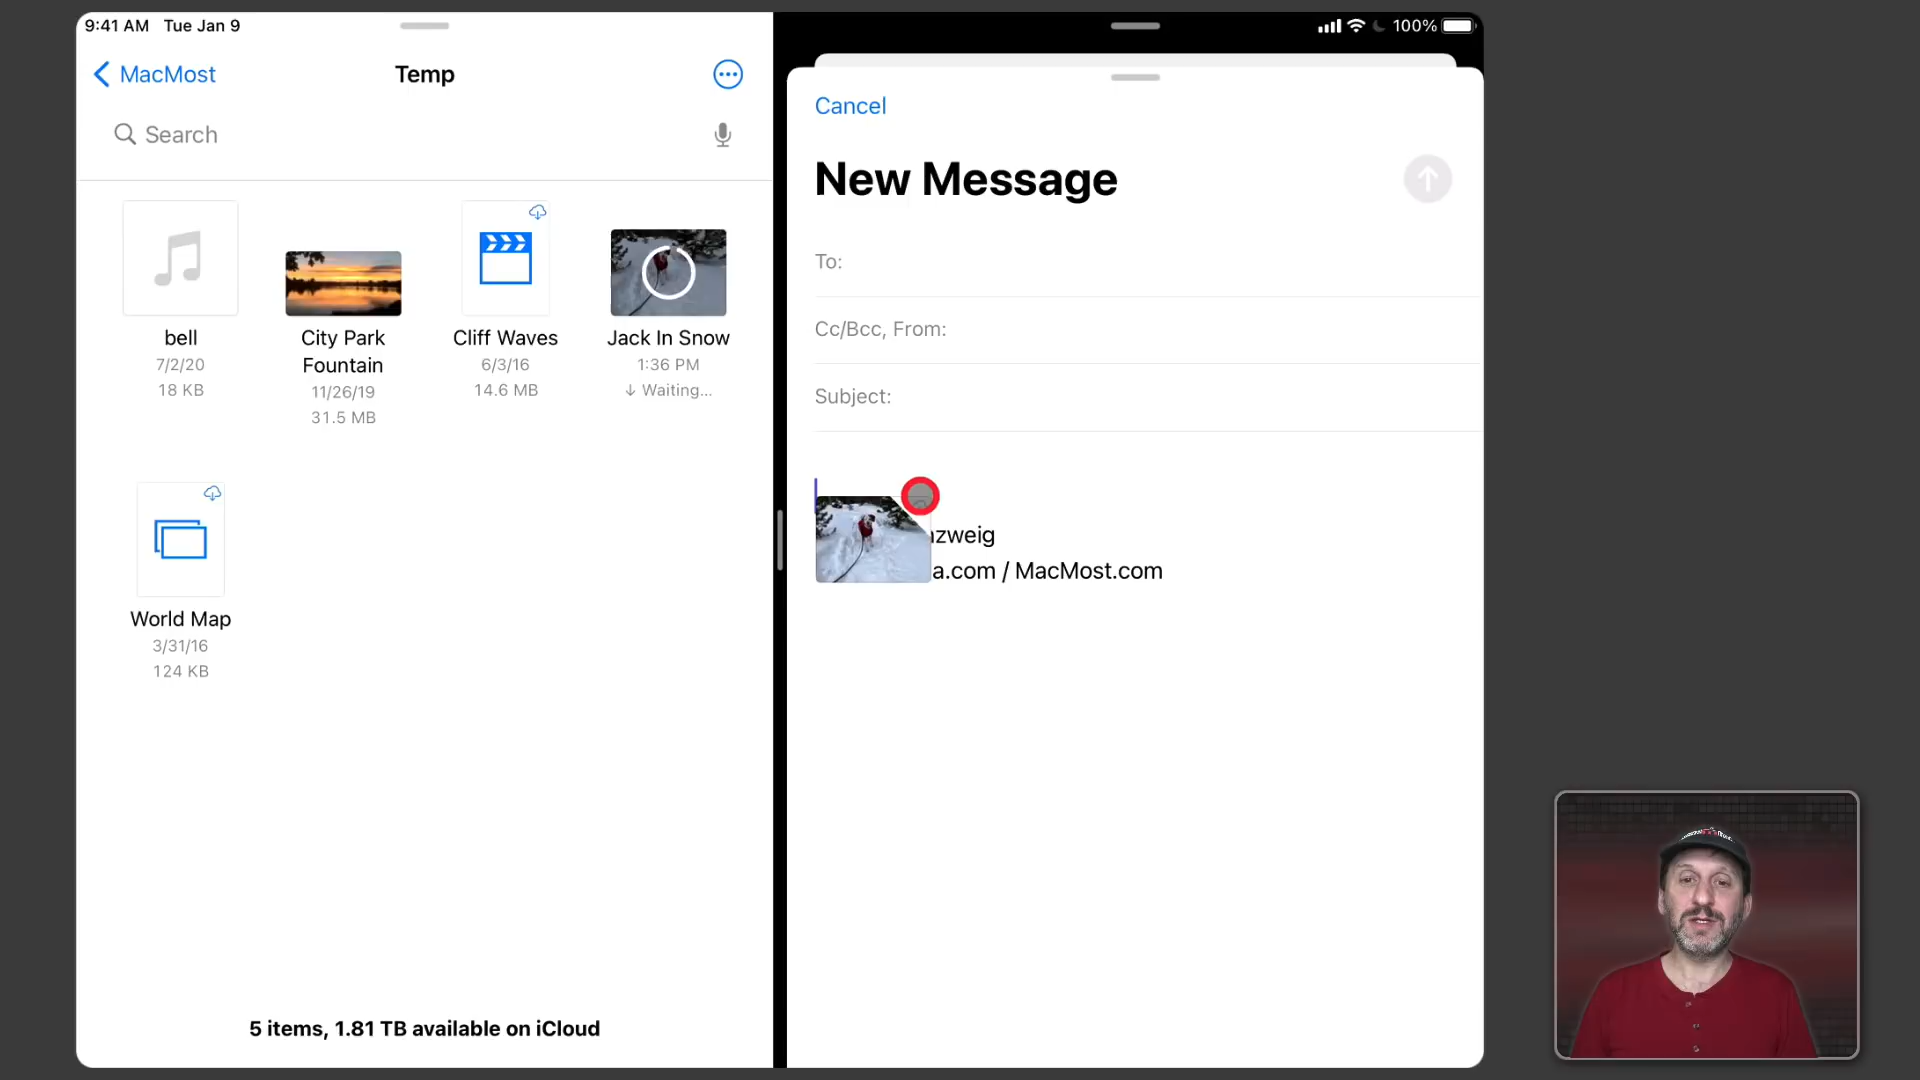 9:41 AM Tue Jan 9
100%
MacMost
Temp
Search
bell
7/2/20
18 KB
City Park
Fountain
11/26/19
31.5 MB
Cliff Waves
6/3/16
14.6 MB
Jack In Snow
1:36 PM
↓ Waiting...
World Map
3/31/16
124 KB
5 items, 1.81 TB available on iCloud
Cancel
New Message
To:
Cc/Bcc, From:
Subject:
zweig
a.com / MacMost.com